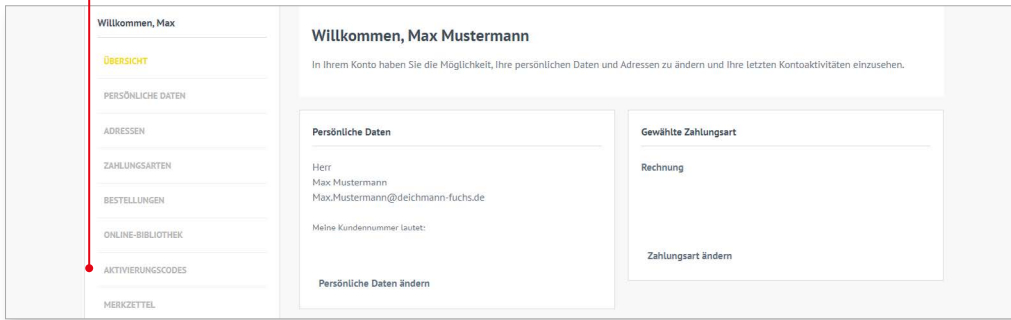 Willkommen, Max
ÜBERSICHT
PERSÖNLICHE DATEN
ADRESSEN
ZAHLUNGSARTEN
BESTELLUNGEN
ONLINE-BIBLIOTHEK
AKTIVIERUNGSCODES
MERKZETTEL
Willkommen, Max Mustermann
In Ihrem Konto haben Sie die Möglichkeit, Ihre persönlichen Daten und Adressen zu ändern und Ihre letzten Kontoaktivitäten einzusehen.
Persönliche Daten
Herr
Max Mustermann
Max.Mustermann@deichmann-fuchs.de
Meine Kundennummer lautet:
Persönliche Daten ändern
Gewählte Zahlungsart
Rechnung
Zahlungsart ändern